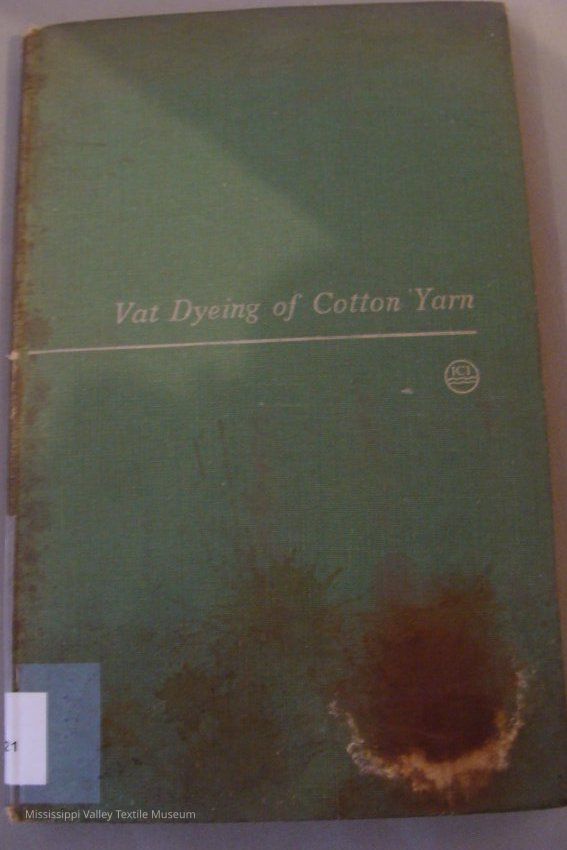 Vat Dyeing of Cotton Yarn
ICI
21
Mississippi Valley Textile Museum